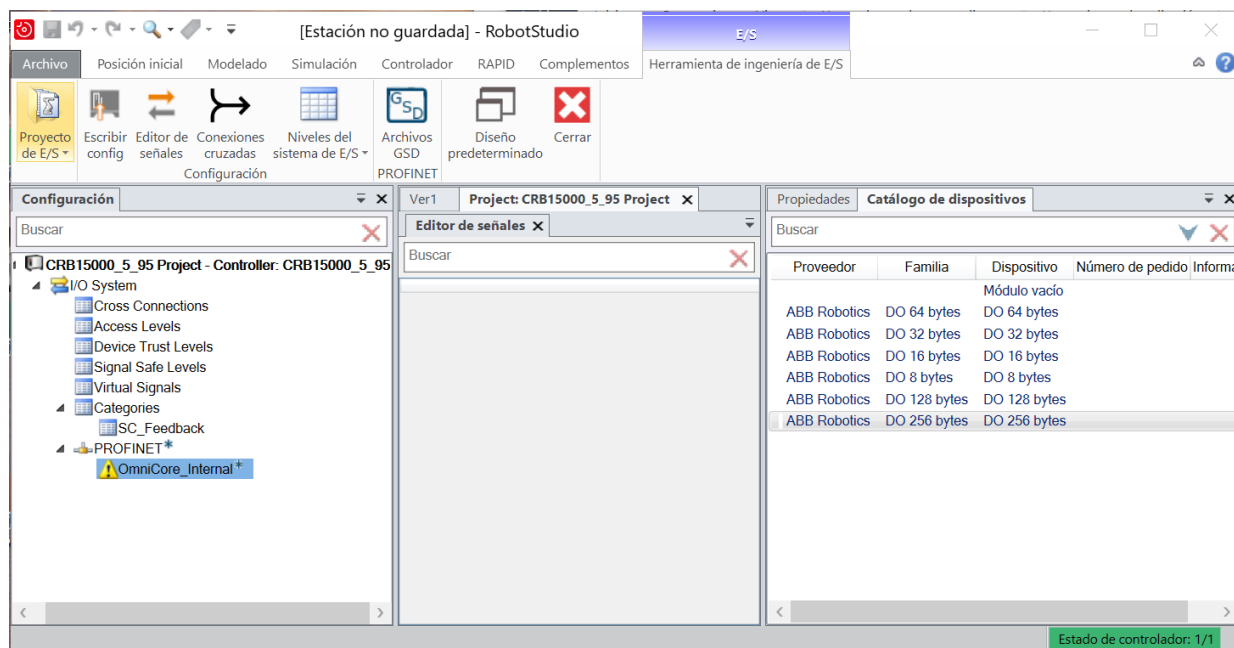 [Estación no guardada] - RobotStudio
E/S
Archivo Posición inicial Modelado Simulación Controlador RAPID Complementos Herramienta de ingeniería de E/S
Proyecto de E/S
Escribir config
Editor de señales
Conexiones cruzadas
Niveles del sistema de E/S
Configuración
GSD
Archivos GSD
PROFINET
Diseño predeterminado
Cerrar
Configuración
Buscar
CRB15000_5_95 Project - Controller: CRB15000_5_95
I/O System
Cross Connections
Access Levels
Device Trust Levels
Signal Safe Levels
Virtual Signals
Categories
SC_Feedback
PROFINET*
OmniCore_Internal*
Ver1 Project: CRB15000_5_95 Project
Editor de señales
Buscar
Propiedades Catálogo de dispositivos
Buscar
Proveedor Familia Dispositivo Número de pedido Informa
Módulo vacío
ABB Robotics DO 64 bytes DO 64 bytes
ABB Robotics DO 32 bytes DO 32 bytes
ABB Robotics DO 16 bytes DO 16 bytes
ABB Robotics DO 8 bytes DO 8 bytes
ABB Robotics DO 128 bytes DO 128 bytes
ABB Robotics DO 256 bytes DO 256 bytes
Estado de controlador: 1/1